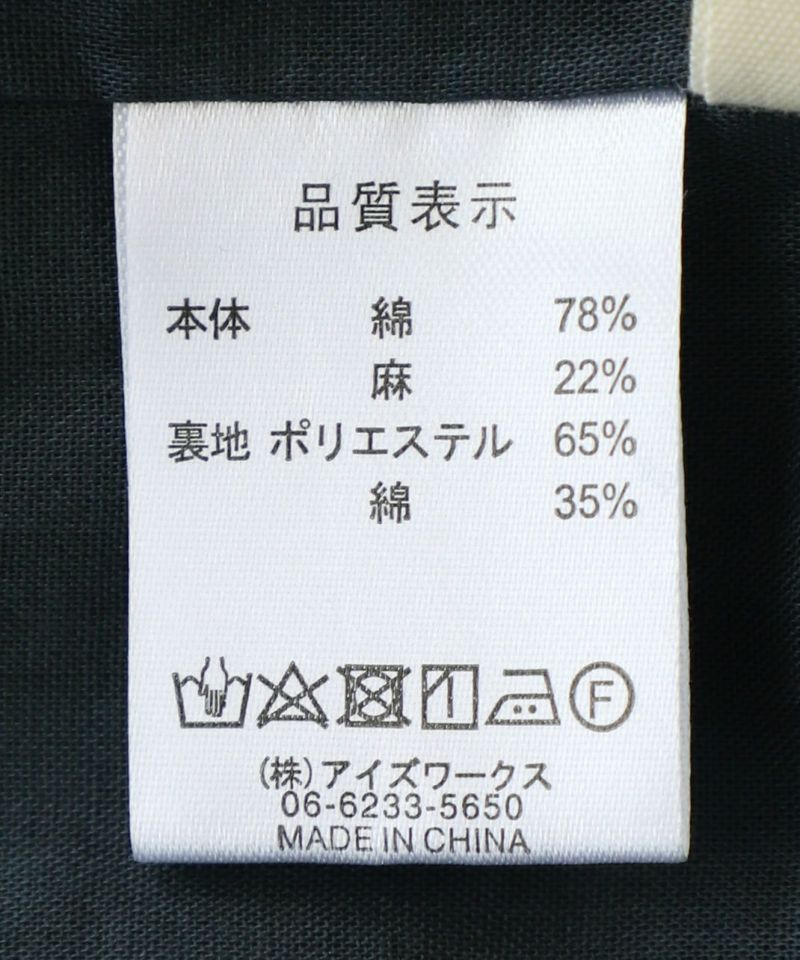 品質表示
本体 綿 78%
麻 22%
裏地 ポリエステル 65%
綿 35%
F
(株)アイズワークス
06-6233-5650
MADE IN CHINA